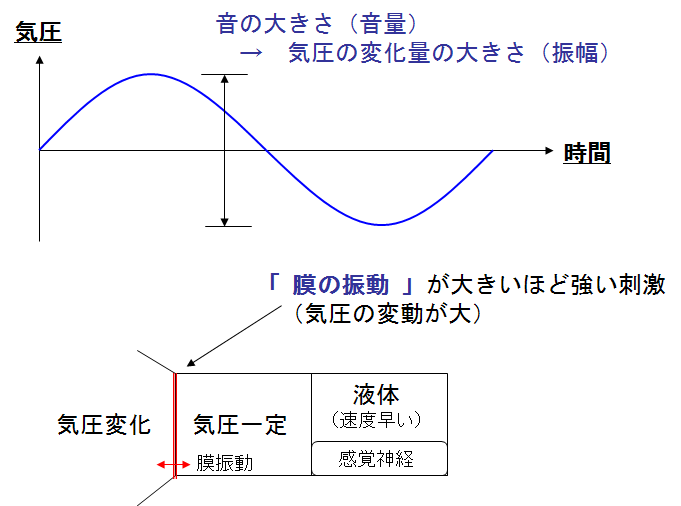 気圧
音の大きさ（音量）
→　気圧の変化量の大きさ（振幅）
時間
「 膜の振動 」が大きいほど強い刺激
（気圧の変動が大）
気圧変化
気圧一定
液体
（速度早い）
感覚神経
膜振動